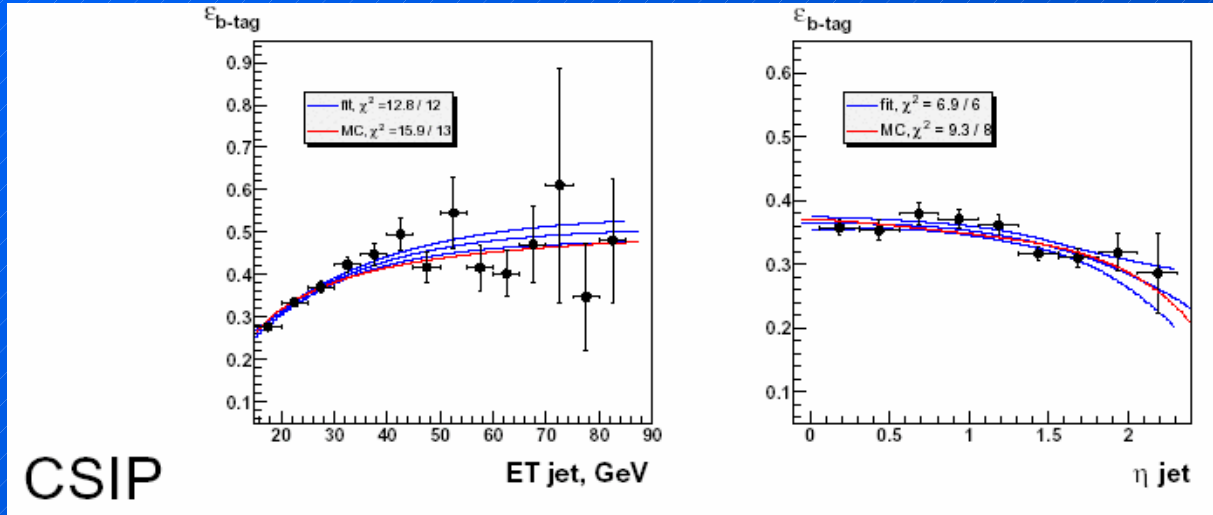 ε b-tag
0.9
0.8
0.7
0.6
0.5
0.4
0.3
0.2
0.1
fit, χ² =12.8 / 12
MC, χ² =15.9 / 13
20 30 40 50 60 70 80 90
ET jet, GeV
ε b-tag
0.6
0.5
0.4
0.3
0.2
0.1
fit, χ² = 6.9 / 6
MC, χ² = 9.3 / 8
0 0.5 1 1.5 2
η jet
CSIP